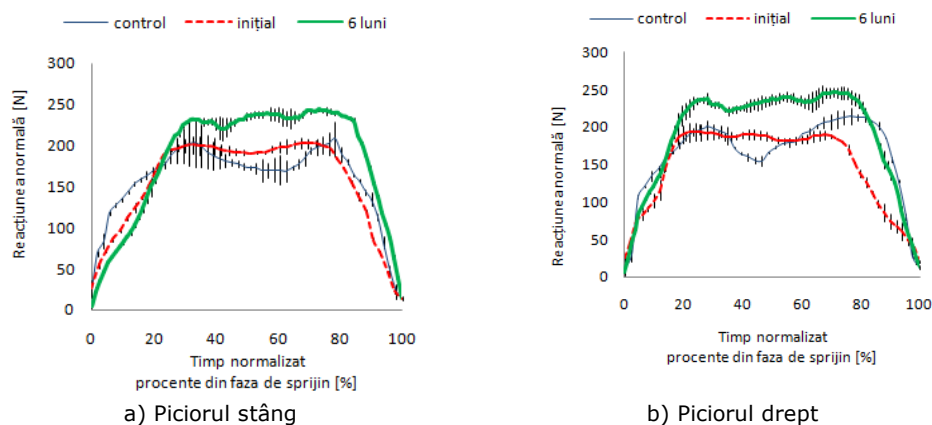 control inițial 6 luni
300
250
200
150
100
50
0
Reacțiune normală [N]
0 20 40 60 80 100
Timp normalizat
procente din faza de sprijin [%]
a) Piciorul stâng
control inițial 6 luni
300
250
200
150
100
50
0
Reacțiune normală [N]
0 20 40 60 80 100
Timp normalizat
procente din faza de sprijin [%]
b) Piciorul drept